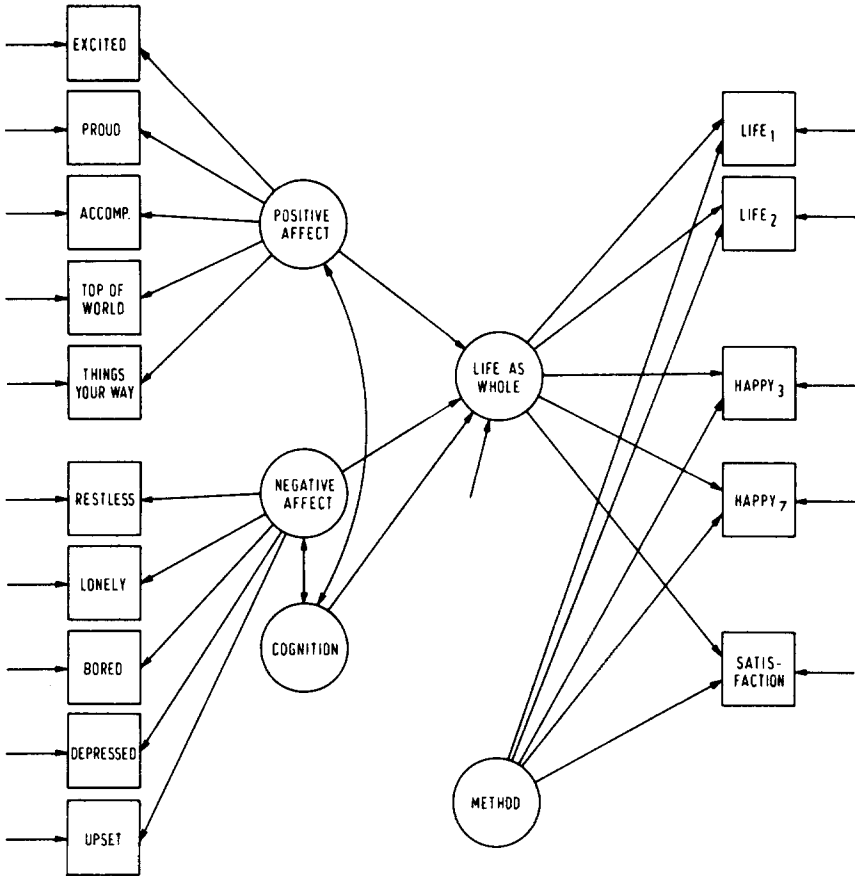 EXCITED
PROUD
ACCOMP.
TOP OF
WORLD
THINGS
YOUR WAY
POSITIVE
AFFECT
RESTLESS
LONELY
BORED
DEPRESSED
UPSET
NEGATIVE
AFFECT
COGNITION
LIFE AS
WHOLE
METHOD
LIFE 1
LIFE 2
HAPPY 3
HAPPY 7
SATIS-
FACTION